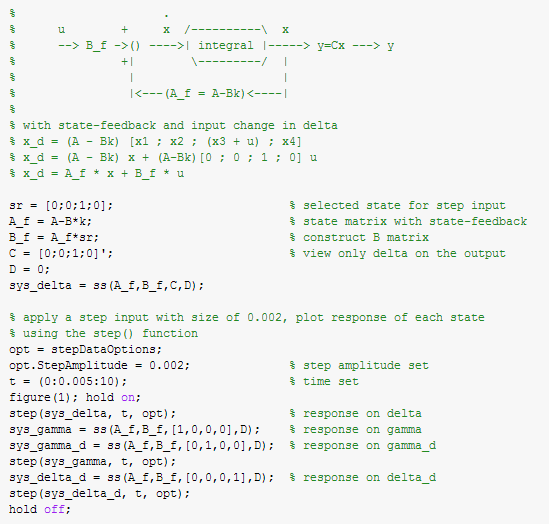 %                         .
%      u        +     x  /----------\  x
%      --> B_f ->() ---->| integral |-----> y=Cx ---> y
%              +|        \---------/  |
%               |                     |
%               |<---(A_f = A-Bk)<----|
%
% with state-feedback and input change in delta
% x_d = (A - Bk) [x1 ; x2 ; (x3 + u) ; x4]
% x_d = (A - Bk) x + (A-Bk)[0 ; 0 ; 1 ; 0] u
% x_d = A_f * x + B_f * u
sr = [0;0;1;0];                     % selected state for step input
A_f = A-B*k;                        % state matrix with state-feedback
B_f = A_f*sr;                       % construct B matrix
C = [0;0;1;0]';                     % view only delta on the output
D = 0;
sys_delta = ss(A_f,B_f,C,D);
% apply a step input with size of 0.002, plot response of each state
% using the step() function
opt = stepDataOptions;
opt.StepAmplitude = 0.002;          % step amplitude set
t = (0:0.005:10);                   % time set
figure(1); hold on;
step(sys_delta, t, opt);            % response on delta
sys_gamma = ss(A_f,B_f,[1,0,0,0],D);    % response on gamma
sys_gamma_d = ss(A_f,B_f,[0,1,0,0],D);  % response on gamma_d
step(sys_gamma, t, opt);
sys_delta_d = ss(A_f,B_f,[0,0,0,1],D);  % response on delta_d
step(sys_delta_d, t, opt);
hold off;